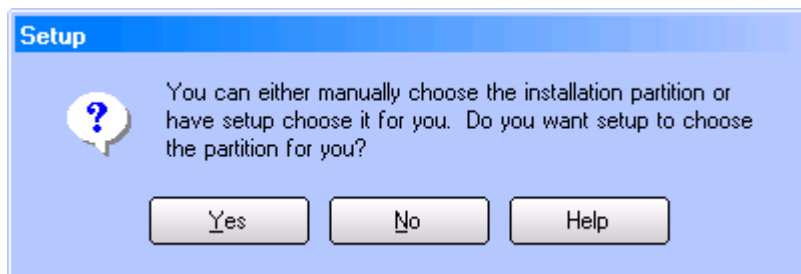 Setup
You can either manually choose the installation partition or
have setup choose it for you.  Do you want setup to choose
the partition for you?
Yes
No
Help